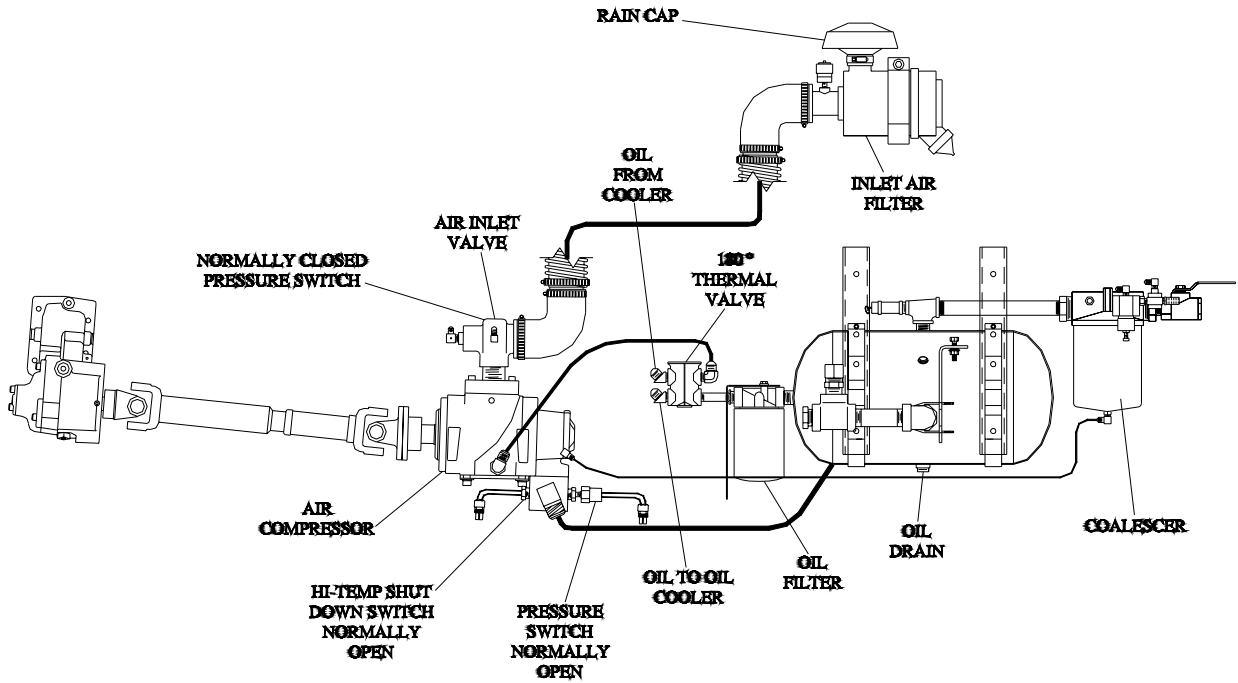 RAIN CAP
OIL
FROM
COOLER
INLET AIR
FILTER
AIR INLET
VALVE
NORMALLY CLOSED
PRESSURE SWITCH
THERMAL
VALVE
AIR
COMPRESSOR
OIL
DRAIN
COALESCER
OIL
FILTER
OIL TO OIL
COOLER
HI-TEMP SHUT
DOWN SWITCH
NORMALLY
OPEN
PRESSURE
SWITCH
NORMALLY
OPEN